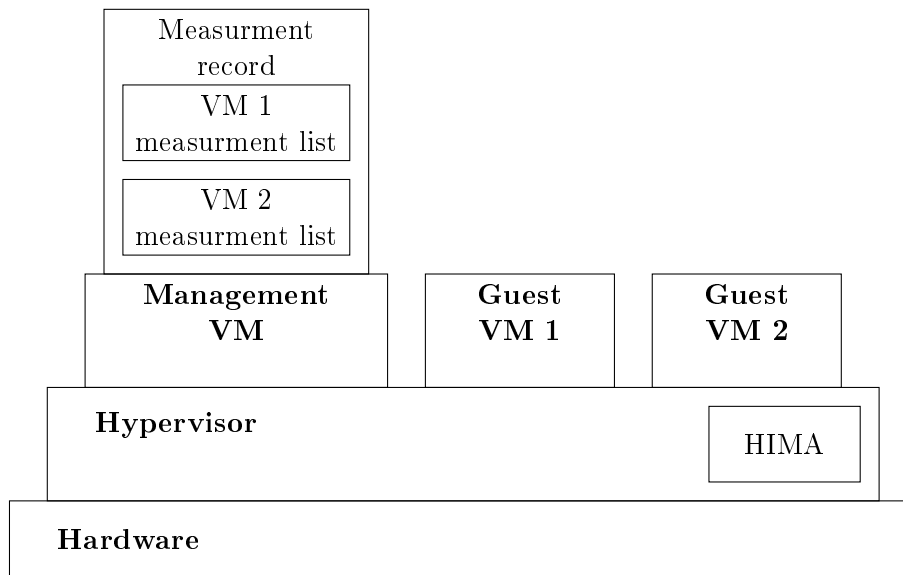 Measurment
record
VM 1
measurment list
VM 2
measurment list
Management
VM
Guest
VM 1
Guest
VM 2
Hypervisor
HIMA
Hardware